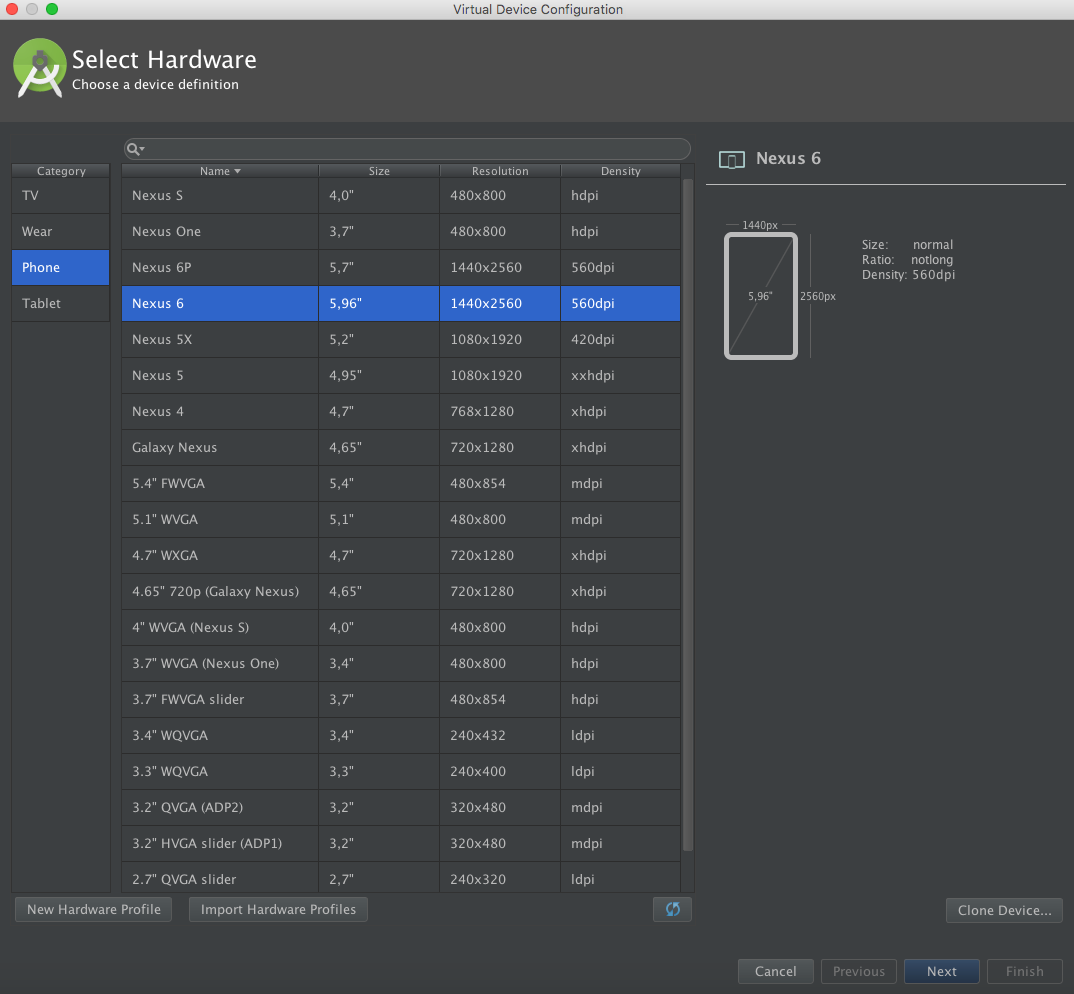 Virtual Device Configuration
Select Hardware
Choose a device definition
Category
TV
Wear
Phone
Tablet
Name Size Resolution Density
Nexus S 4,0" 480x800 hdpi
Nexus One 3,7" 480x800 hdpi
Nexus 6P 5,7" 1440x2560 560dpi
Nexus 6 5,96" 1440x2560 560dpi
Nexus 5X 5,2" 1080x1920 420dpi
Nexus 5 4,95" 1080x1920 xxhdpi
Nexus 4 4,7" 768x1280 xhdpi
Galaxy Nexus 4,65" 720x1280 xhdpi
5.4" FWVGA 5,4" 480x854 mdpi
5.1" WVGA 5,1" 480x800 mdpi
4.7" WXGA 4,7" 720x1280 xhdpi
4.65" 720p (Galaxy Nexus) 4,65" 720x1280 xhdpi
4" WVGA (Nexus S) 4,0" 480x800 hdpi
3.7" WVGA (Nexus One) 3,4" 480x800 hdpi
3.7" FWVGA slider 3,7" 480x854 hdpi
3.4" WQVGA 3,4" 240x432 ldpi
3.3" WQVGA 3,3" 240x400 ldpi
3.2" QVGA (ADP2) 3,2" 320x480 mdpi
3.2" HVGA slider (ADP1) 3,2" 320x480 mdpi
2.7" QVGA slider 2,7" 240x320 ldpi
Nexus 6
1440px
5,96"
2560px
Size: normal
Ratio: notlong
Density: 560dpi
New Hardware Profile
Import Hardware Profiles
Clone Device...
Cancel
Previous
Next
Finish